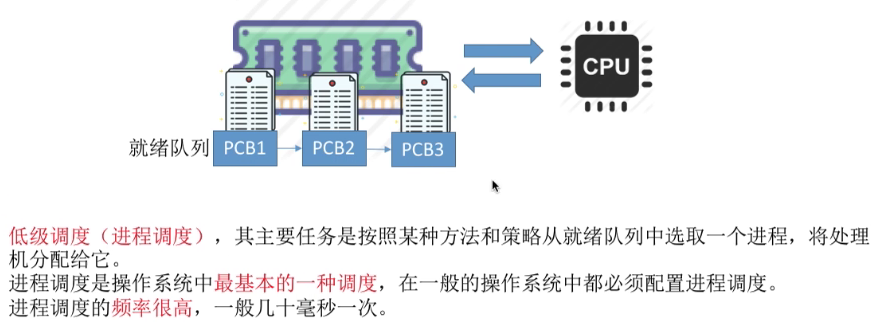 CPU
就绪队列 PCB1 PCB2 PCB3
低级调度（进程调度），其主要任务是按照某种方法和策略从就绪队列中选取一个进程，将处理
机分配给它。
进程调度是操作系统中最基本的一种调度，在一般的操作系统中都必须配置进程调度。
进程调度的频率很高，一般几十毫秒一次。